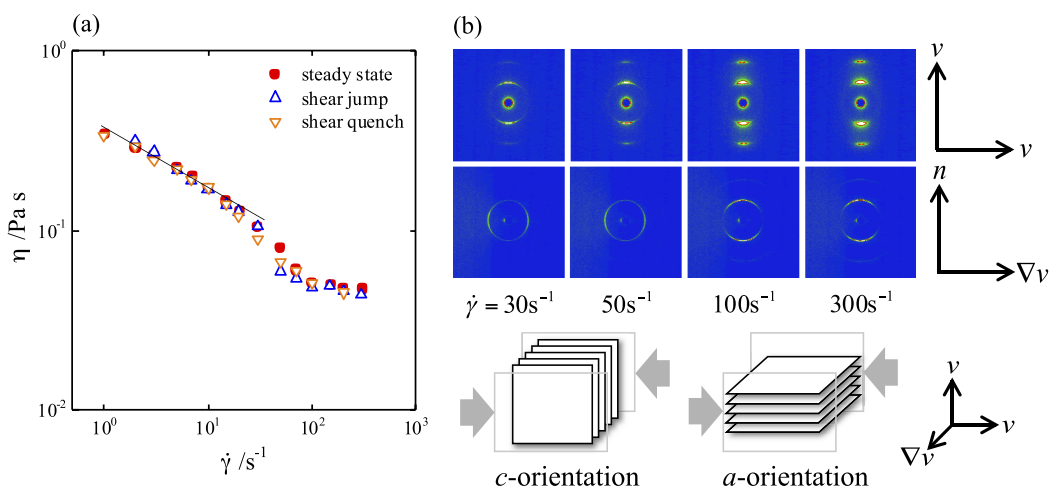 (a)
10⁰
10⁻¹
10⁻²
η /Pa s
10⁰ 10¹ 10² 10³
γ̇ /s⁻¹
steady state
shear jump
shear quench
(b)
v
v
n
∇v
γ̇ = 30s⁻¹ 50s⁻¹ 100s⁻¹ 300s⁻¹
v
v
∇v
c-orientation a-orientation